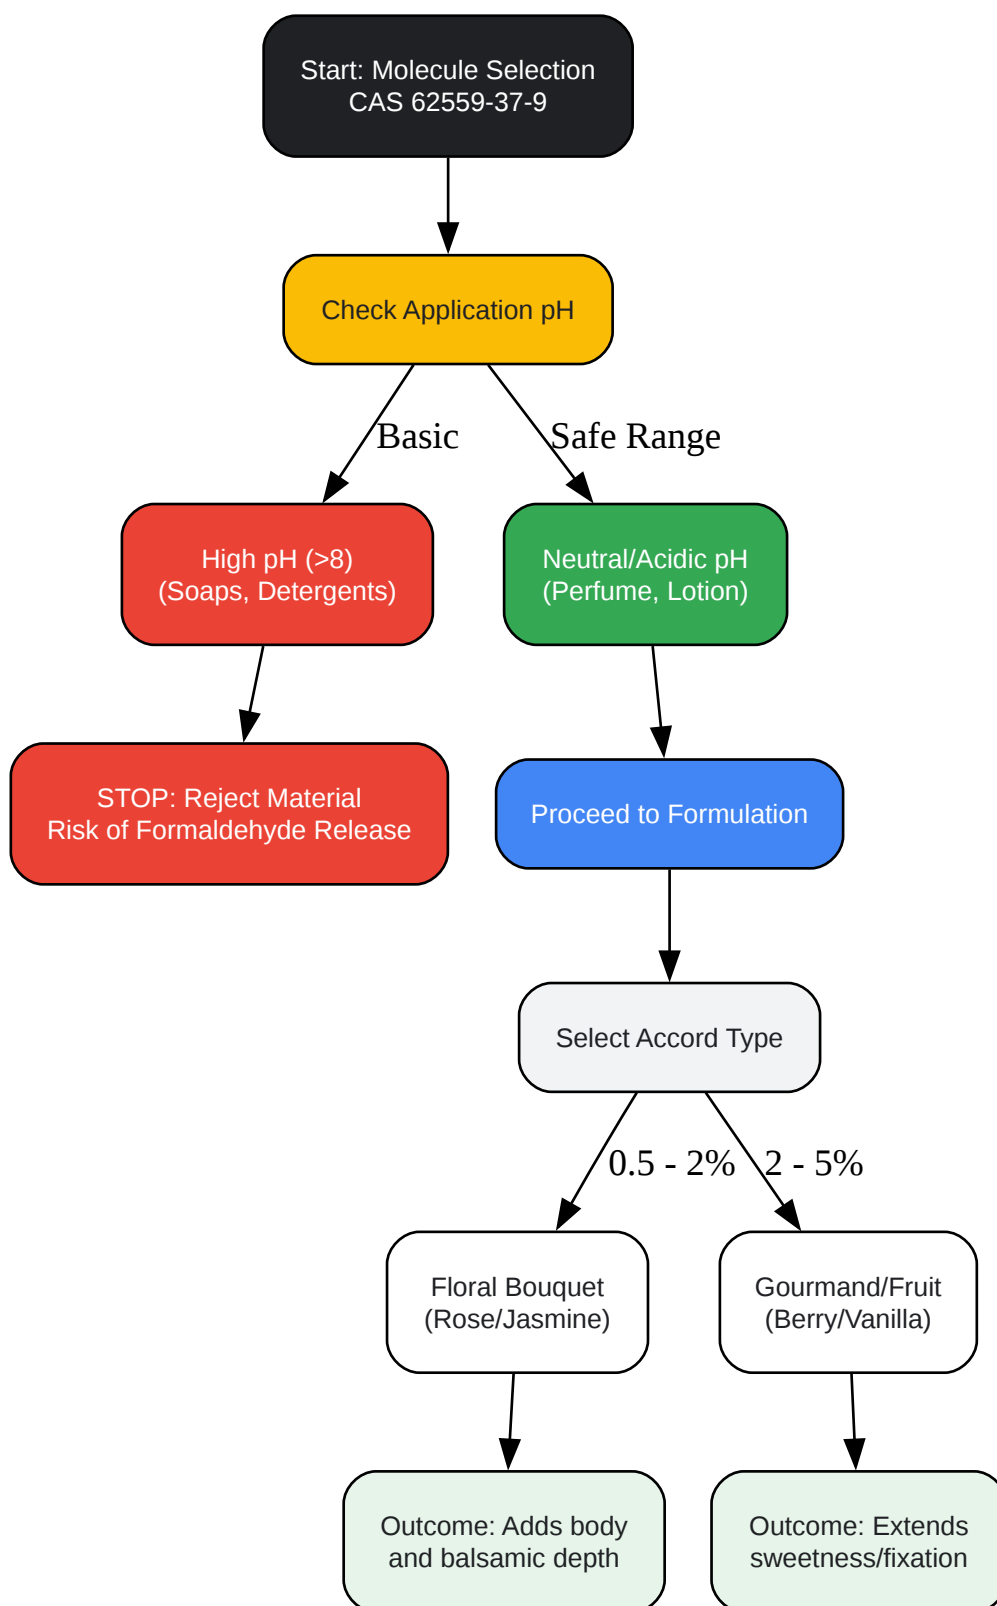 Start: Molecule Selection
CAS 62559-37-9
Check Application pH
Basic
Safe Range
High pH (>8)
(Soaps, Detergents)
Neutral/Acidic pH
(Perfume, Lotion)
STOP: Reject Material
Risk of Formaldehyde Release
Proceed to Formulation
Select Accord Type
0.5 - 2%
2 - 5%
Floral Bouquet
(Rose/Jasmine)
Gourmand/Fruit
(Berry/Vanilla)
Outcome: Adds body
and balsamic depth
Outcome: Extends
sweetness/fixation